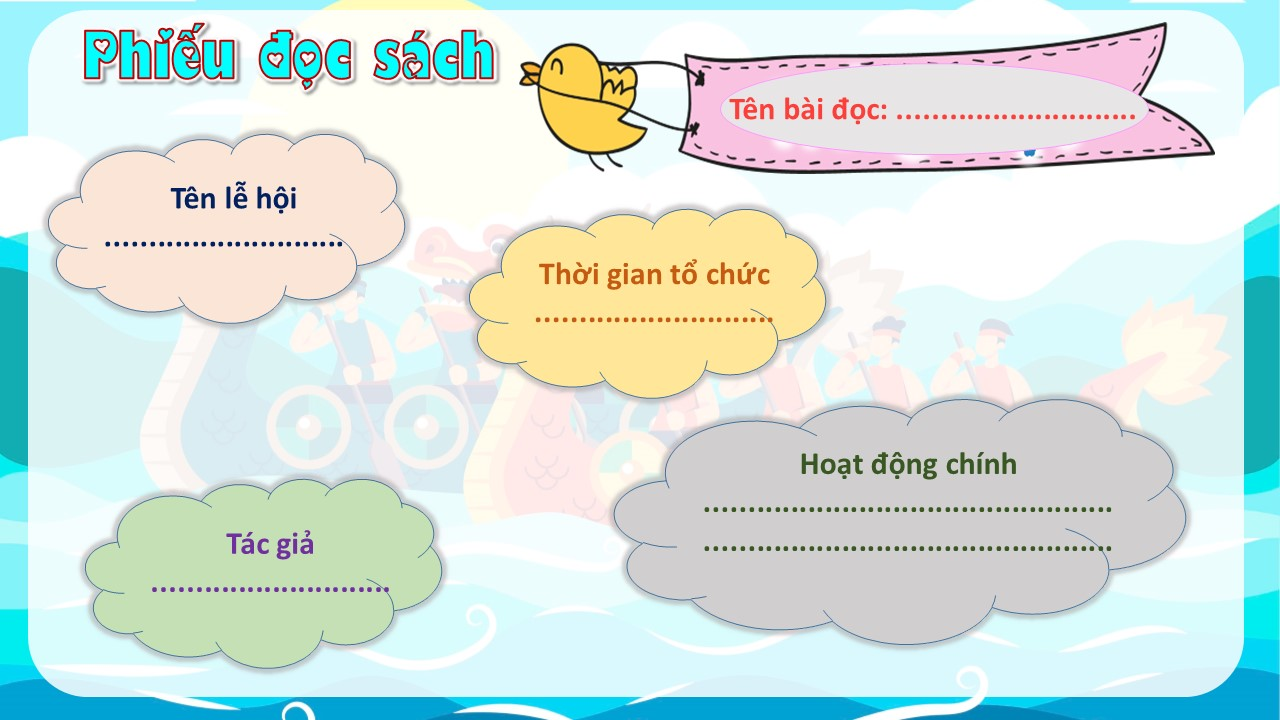 Phiếu đọc sách
Tên bài đọc: ...........................
Tên lễ hội
...........................
Thời gian tổ chức
...........................
Hoạt động chính
..............................................
..............................................
Tác giả
...........................